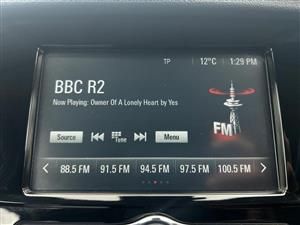 TP 12°C 1:29 PM
BBC R2
Now Playing: Owner Of A Lonely Heart by Yes
FM
Source Tone Menu
88.5 FM 91.5 FM 94.5 FM 97.5 FM 100.5 FM